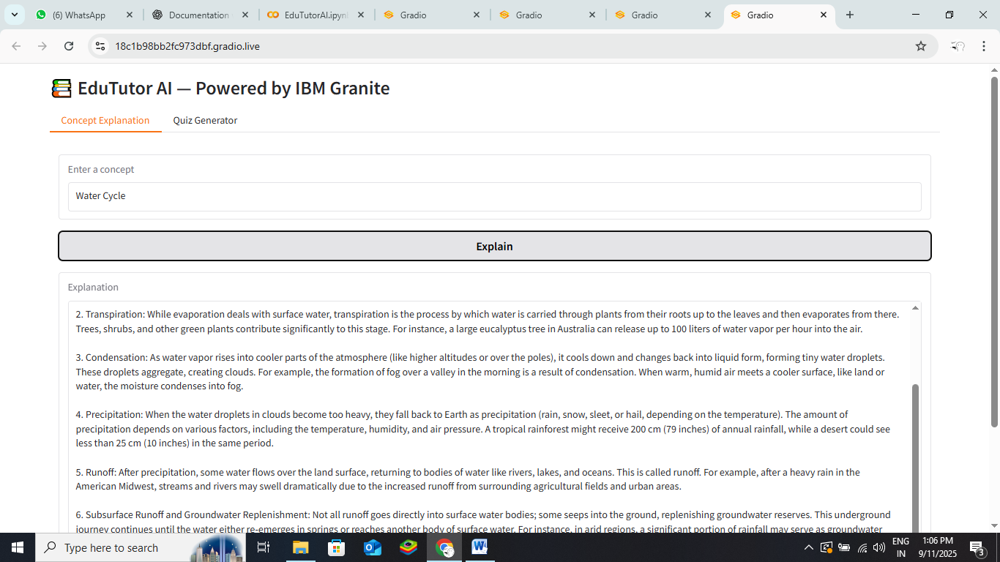 (6) WhatsApp
Documentation
EduTutorAI.ipyn
Gradio
Gradio
Gradio
Gradio
18c1b98bb2fc973dbf.gradio.live
EduTutor AI — Powered by IBM Granite
Concept Explanation Quiz Generator
Enter a concept
Water Cycle
Explain
Explanation
2. Transpiration: While evaporation deals with surface water, transpiration is the process by which water is carried through plants from their roots up to the leaves and then evaporates from there.
Trees, shrubs, and other green plants contribute significantly to this stage. For instance, a large eucalyptus tree in Australia can release up to 100 liters of water vapor per hour into the air.
3. Condensation: As water vapor rises into cooler parts of the atmosphere (like higher altitudes or over the poles), it cools down and changes back into liquid form, forming tiny water droplets.
These droplets aggregate, creating clouds. For example, the formation of fog over a valley in the morning is a result of condensation. When warm, humid air meets a cooler surface, like land or
water, the moisture condenses into fog.
4. Precipitation: When the water droplets in clouds become too heavy, they fall back to Earth as precipitation (rain, snow, sleet, or hail, depending on the temperature). The amount of
precipitation depends on various factors, including the temperature, humidity, and air pressure. A tropical rainforest might receive 200 cm (79 inches) of annual rainfall, while a desert could see
less than 25 cm (10 inches) in the same period.
5. Runoff: After precipitation, some water flows over the land surface, returning to bodies of water like rivers, lakes, and oceans. This is called runoff. For example, after a heavy rain in the
American Midwest, streams and rivers may swell dramatically due to the increased runoff from surrounding agricultural fields and urban areas.
6. Subsurface Runoff and Groundwater Replenishment: Not all runoff goes directly into surface water bodies; some seeps into the ground, replenishing groundwater reserves. This underground
journey continues until the water either re-emerges in springs or reaches another body of surface water. For instance, in arid regions, a significant portion of rainfall may serve as groundwater
Type here to search
ENG
IN
1:06 PM
9/11/2025
3